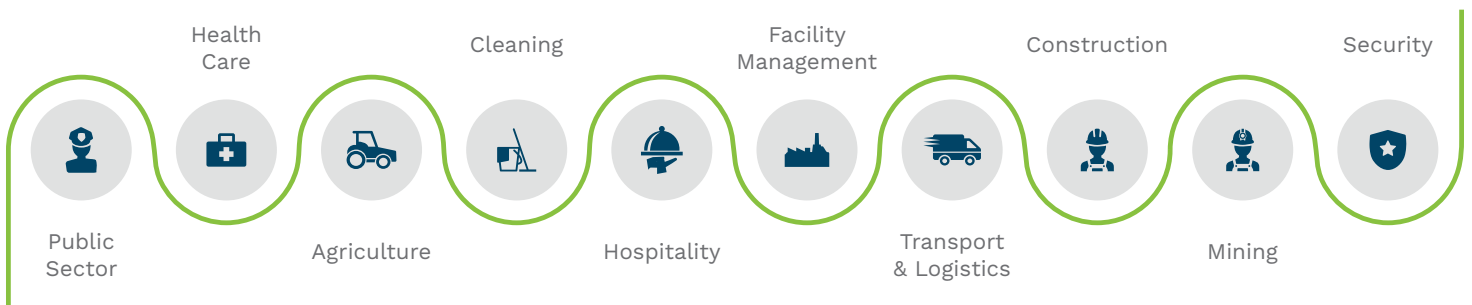 Health
Care
Cleaning
Facility
Management
Construction
Security
Public
Sector
Agriculture
Hospitality
Transport
& Logistics
Mining